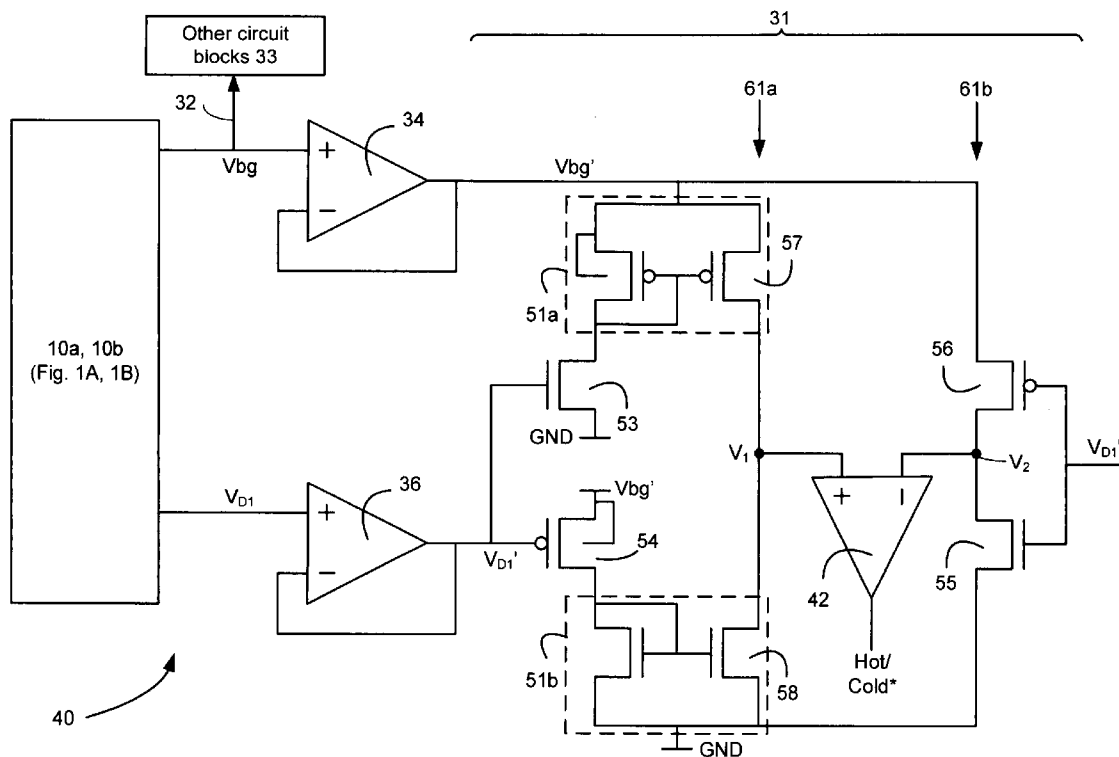 31
Other circuit
blocks 33
61a
61b
32
34
Vbg
Vbg'
+
−
57
51a
10a, 10b
(Fig. 1A, 1B)
56
53
GND
V1
V2
VD1'
VD1
36
Vbg'
+
−
+
−
VD1'
54
42
55
51b
58
Hot/
Cold*
40
GND